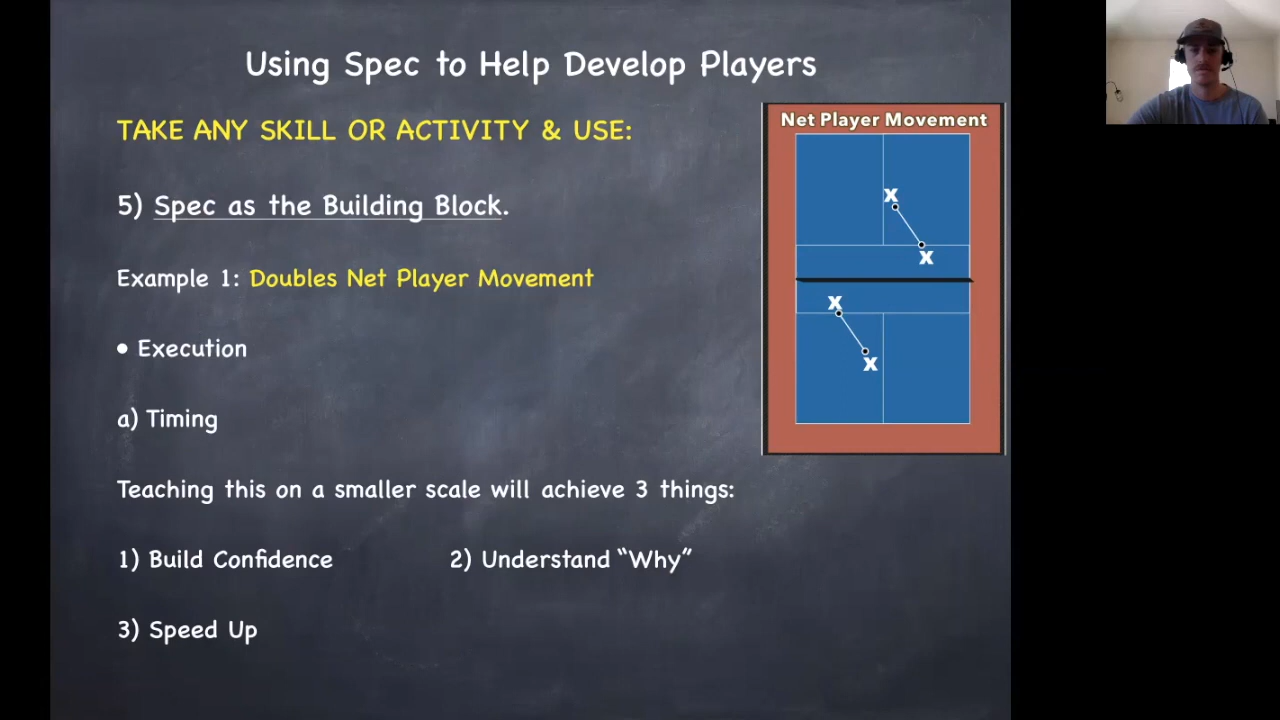 Using Spec to Help Develop Players
TAKE ANY SKILL OR ACTIVITY & USE:
5) Spec as the Building Block.
Example 1: Doubles Net Player Movement
• Execution
a) Timing
Teaching this on a smaller scale will achieve 3 things:
1) Build Confidence 2) Understand “Why”
3) Speed Up
Net Player Movement
X
X
X
X